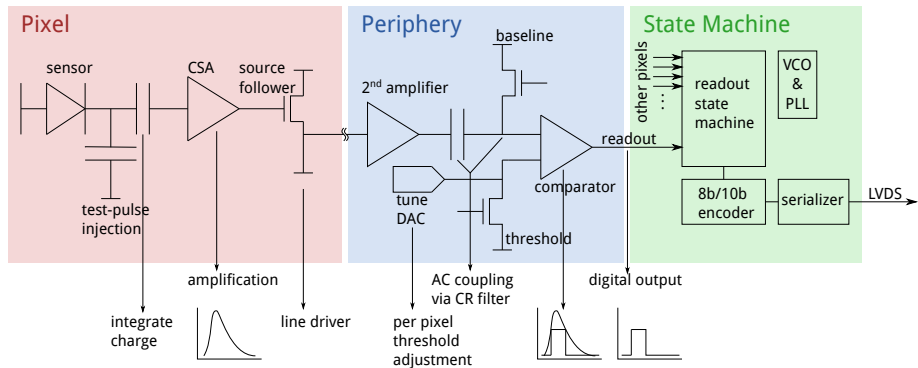 Pixel
Periphery
State Machine
sensor
CSA
source
follower
test-pulse
injection
baseline
2nd amplifier
tune
DAC
comparator
threshold
readout
other pixels
...
readout
state
machine
VCO
&
PLL
8b/10b
encoder
serializer
LVDS
integrate
charge
amplification
line driver
per pixel
threshold
adjustment
AC coupling
via CR filter
digital output